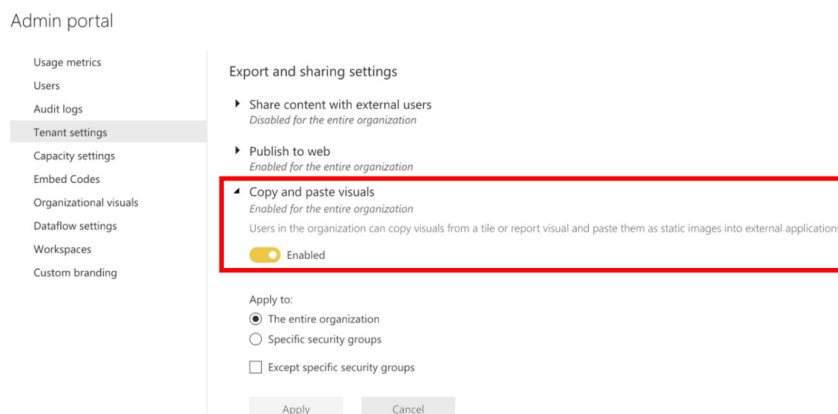 Admin portal
Usage metrics
Users
Audit logs
Tenant settings
Capacity settings
Embed Codes
Organizational visuals
Dataflow settings
Workspaces
Custom branding
Export and sharing settings
Share content with external users
Disabled for the entire organization
Publish to web
Enabled for the entire organization
Copy and paste visuals
Enabled for the entire organization
Users in the organization can copy visuals from a tile or report visual and paste them as static images into external applications
Enabled
Apply to:
The entire organization
Specific security groups
Except specific security groups
Apply
Cancel